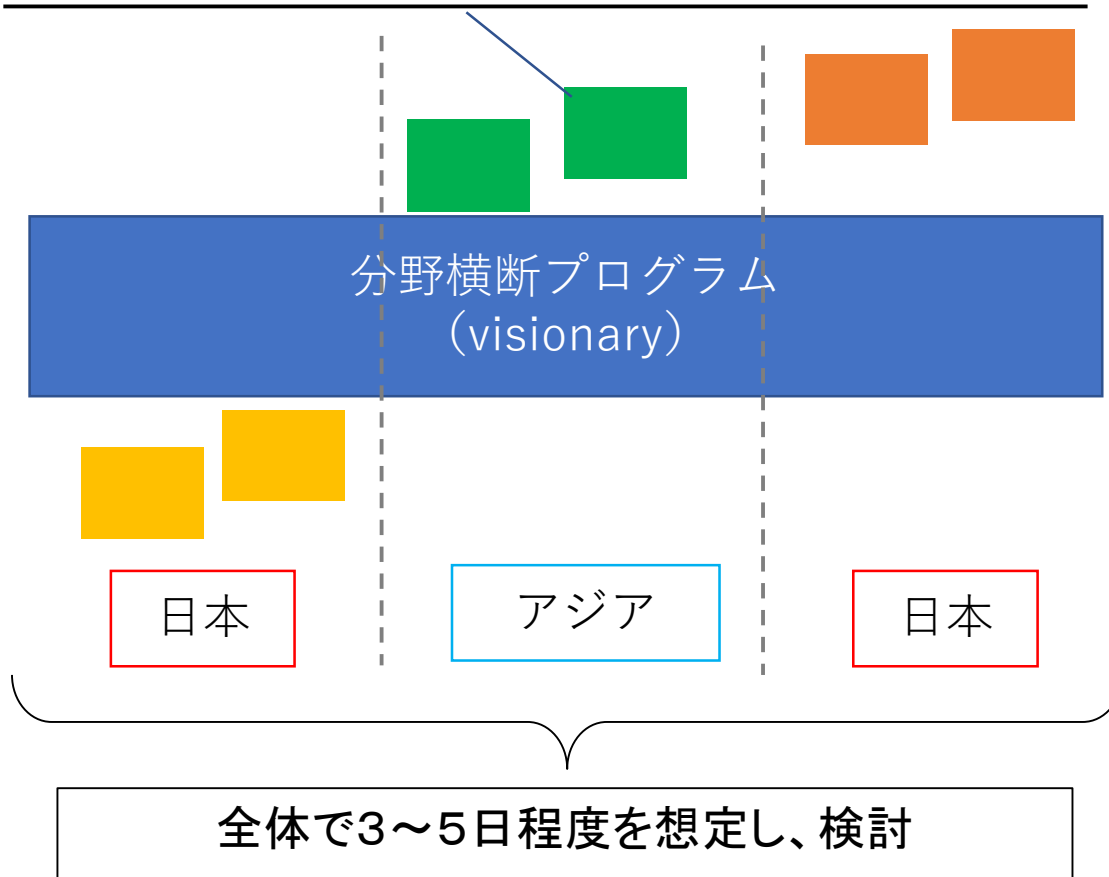 分野横断プログラム
(visionary)
日本
アジア
日本
全体で３～５日程度を想定し、検討